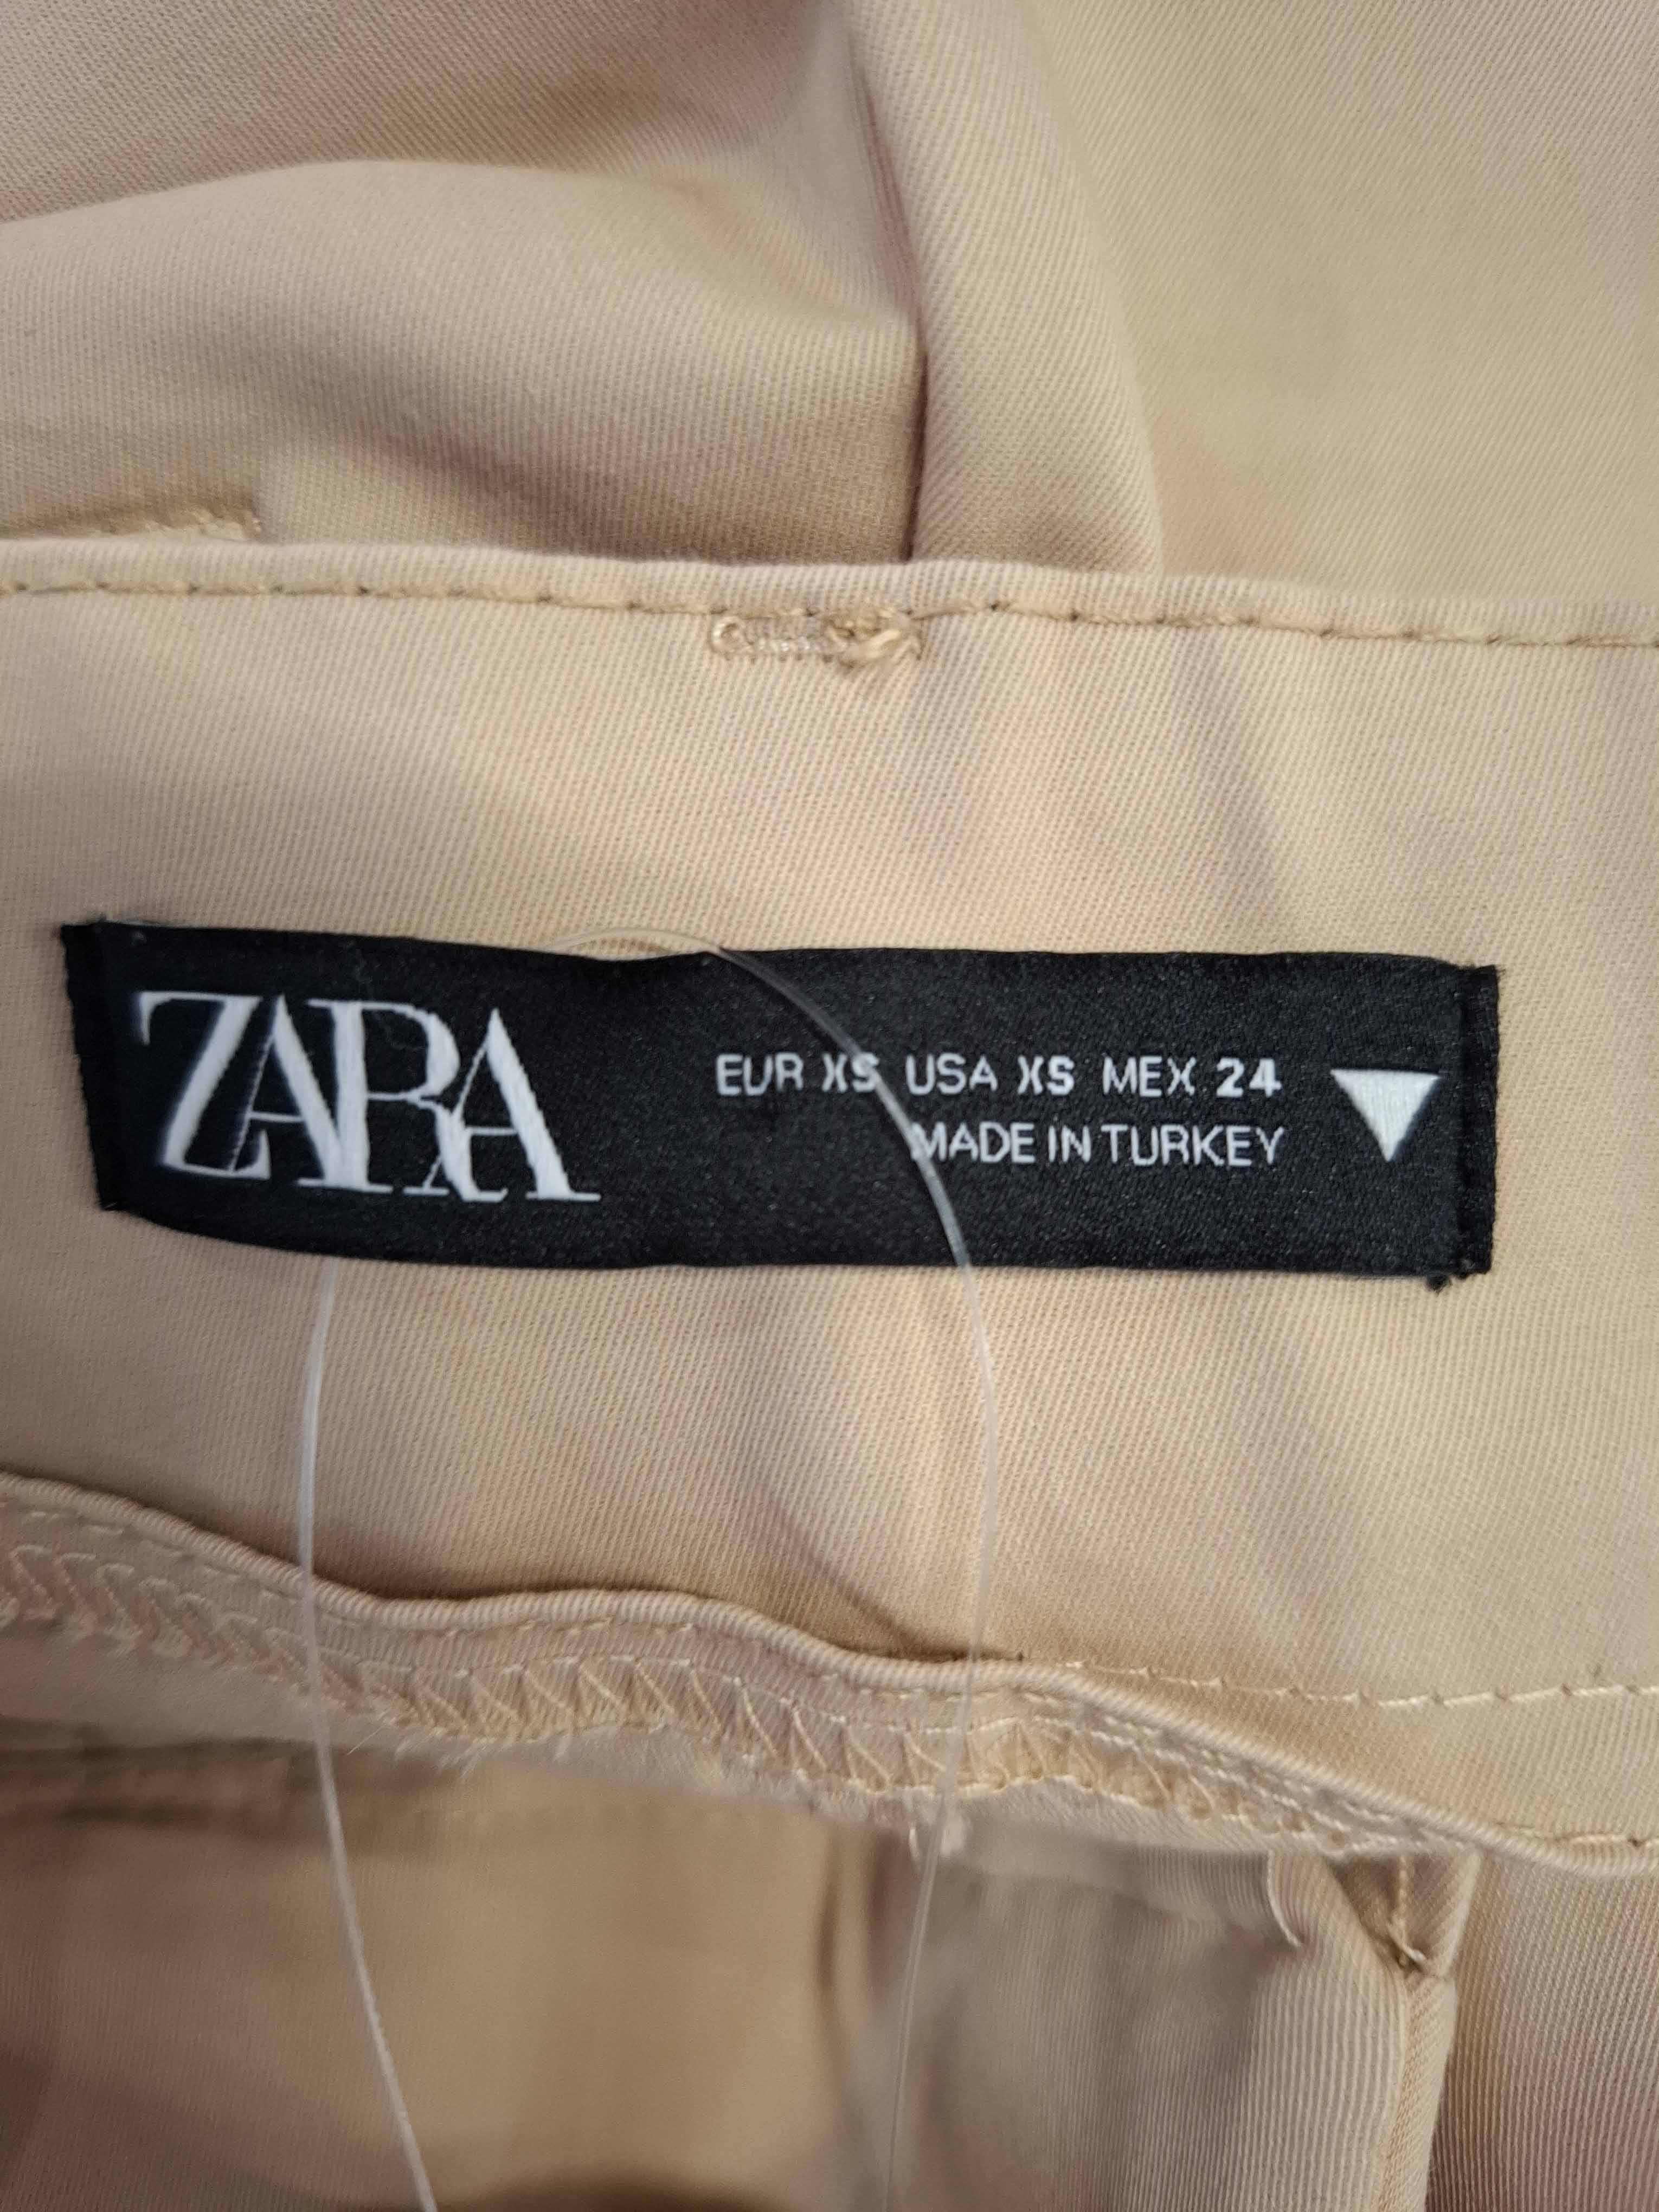 ZARA
EUR XS USA XS MEX 24
MADE IN TURKEY